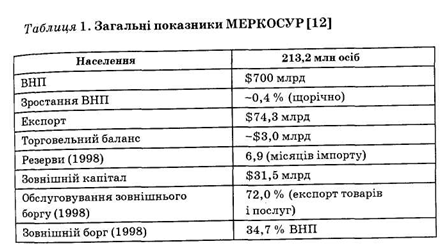 Таблиця 1. Загальні показники МЕРКОСУР [12]
Населення 213,2 млн осіб
ВНП $700 млрд
Зростання ВНП ~0,4 % (щорічно)
Експорт $74,3 млрд
Торговельний баланс ~$3,0 млрд
Резерви (1998) 6,9 (місяців імпорту)
Зовнішній капітал $31,5 млрд
Обслуговування зовнішнього 72,0 % (експорт товарів
боргу (1998) і послуг)
Зовнішній борг (1998) 34,7 % ВНП